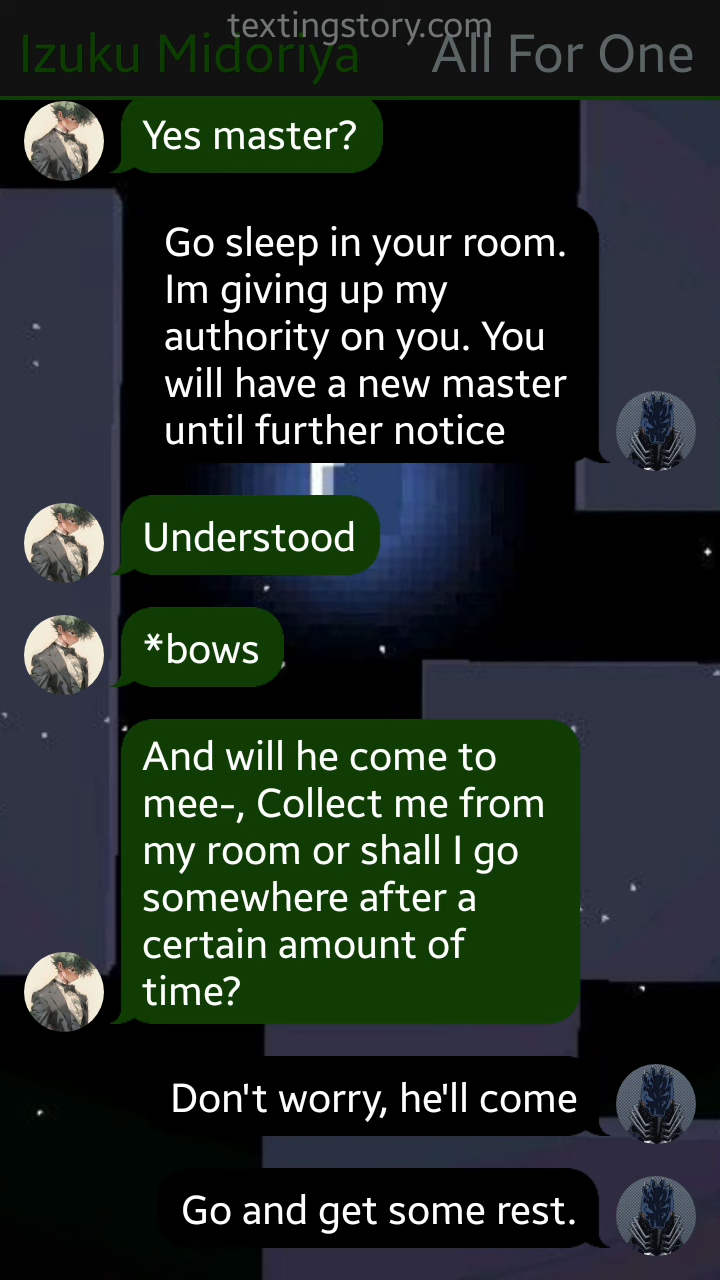 textingstory.com
Izuku Midoriya All For One
Yes master?
Go sleep in your room.
Im giving up my
authority on you. You
will have a new master
until further notice
Understood
*bows
And will he come to
mee-, Collect me from
my room or shall I go
somewhere after a
certain amount of
time?
Don't worry, he'll come
Go and get some rest.